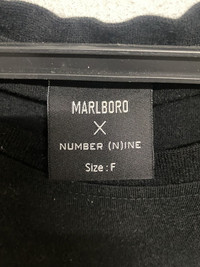 MARLBORO
X
NUMBER (N)INE
Size : F